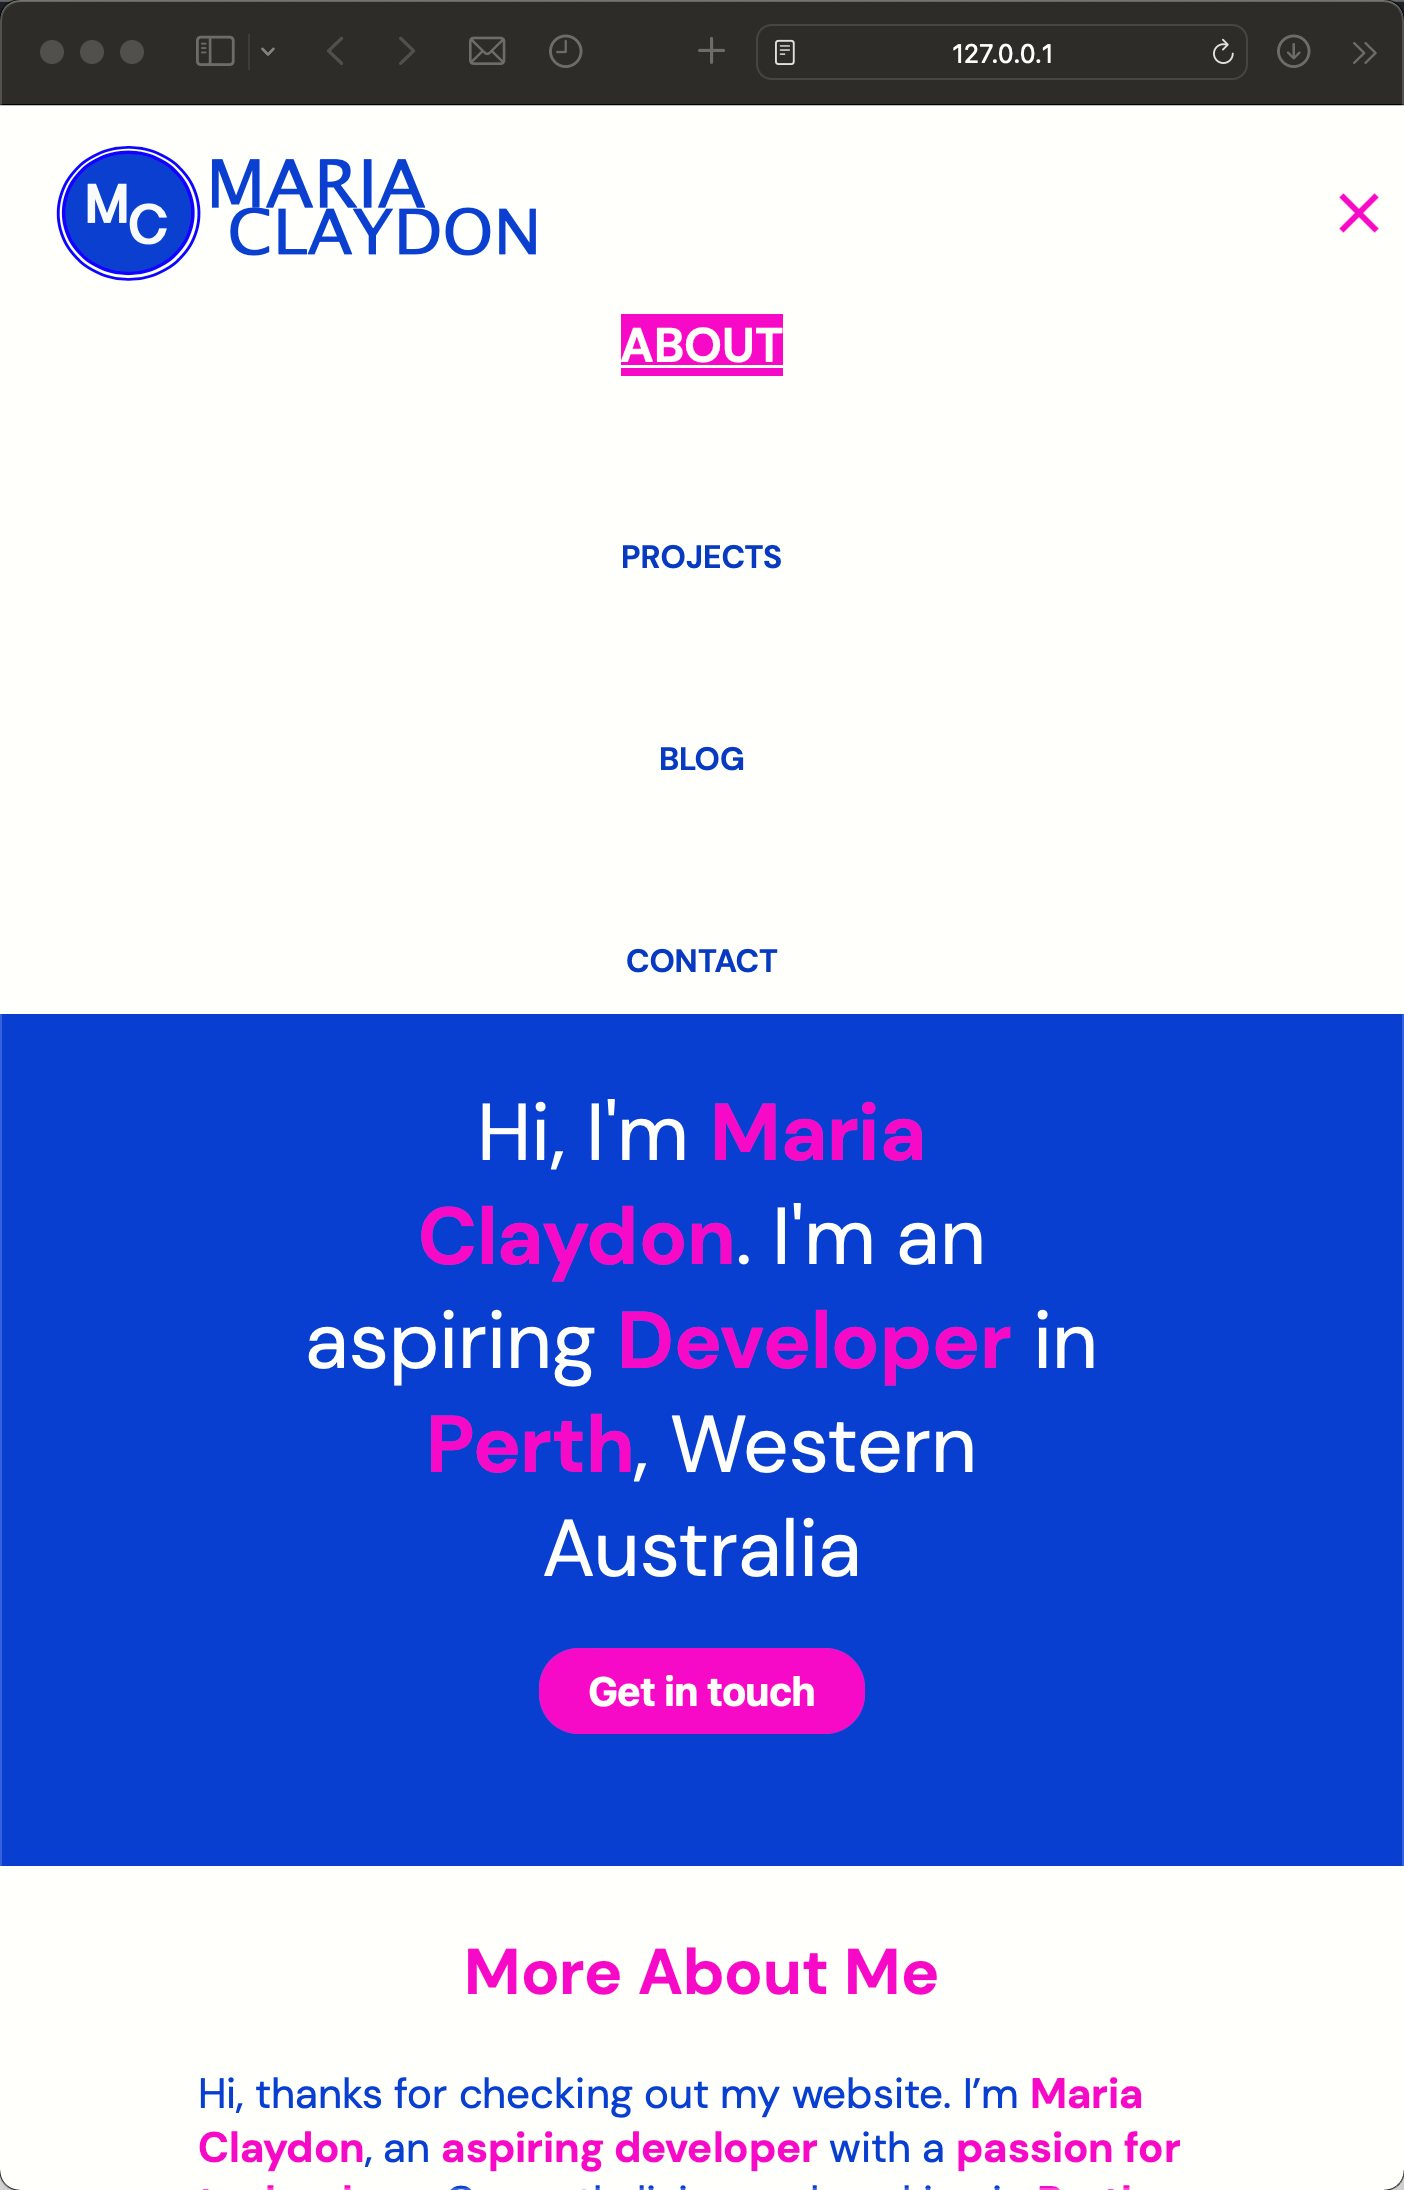 127.0.0.1
MC
MARIA
CLAYDON
ABOUT
PROJECTS
BLOG
CONTACT
Hi, I'm Maria
Claydon. I'm an
aspiring Developer in
Perth, Western
Australia
Get in touch
More About Me
Hi, thanks for checking out my website. I’m Maria
Claydon, an aspiring developer with a passion for